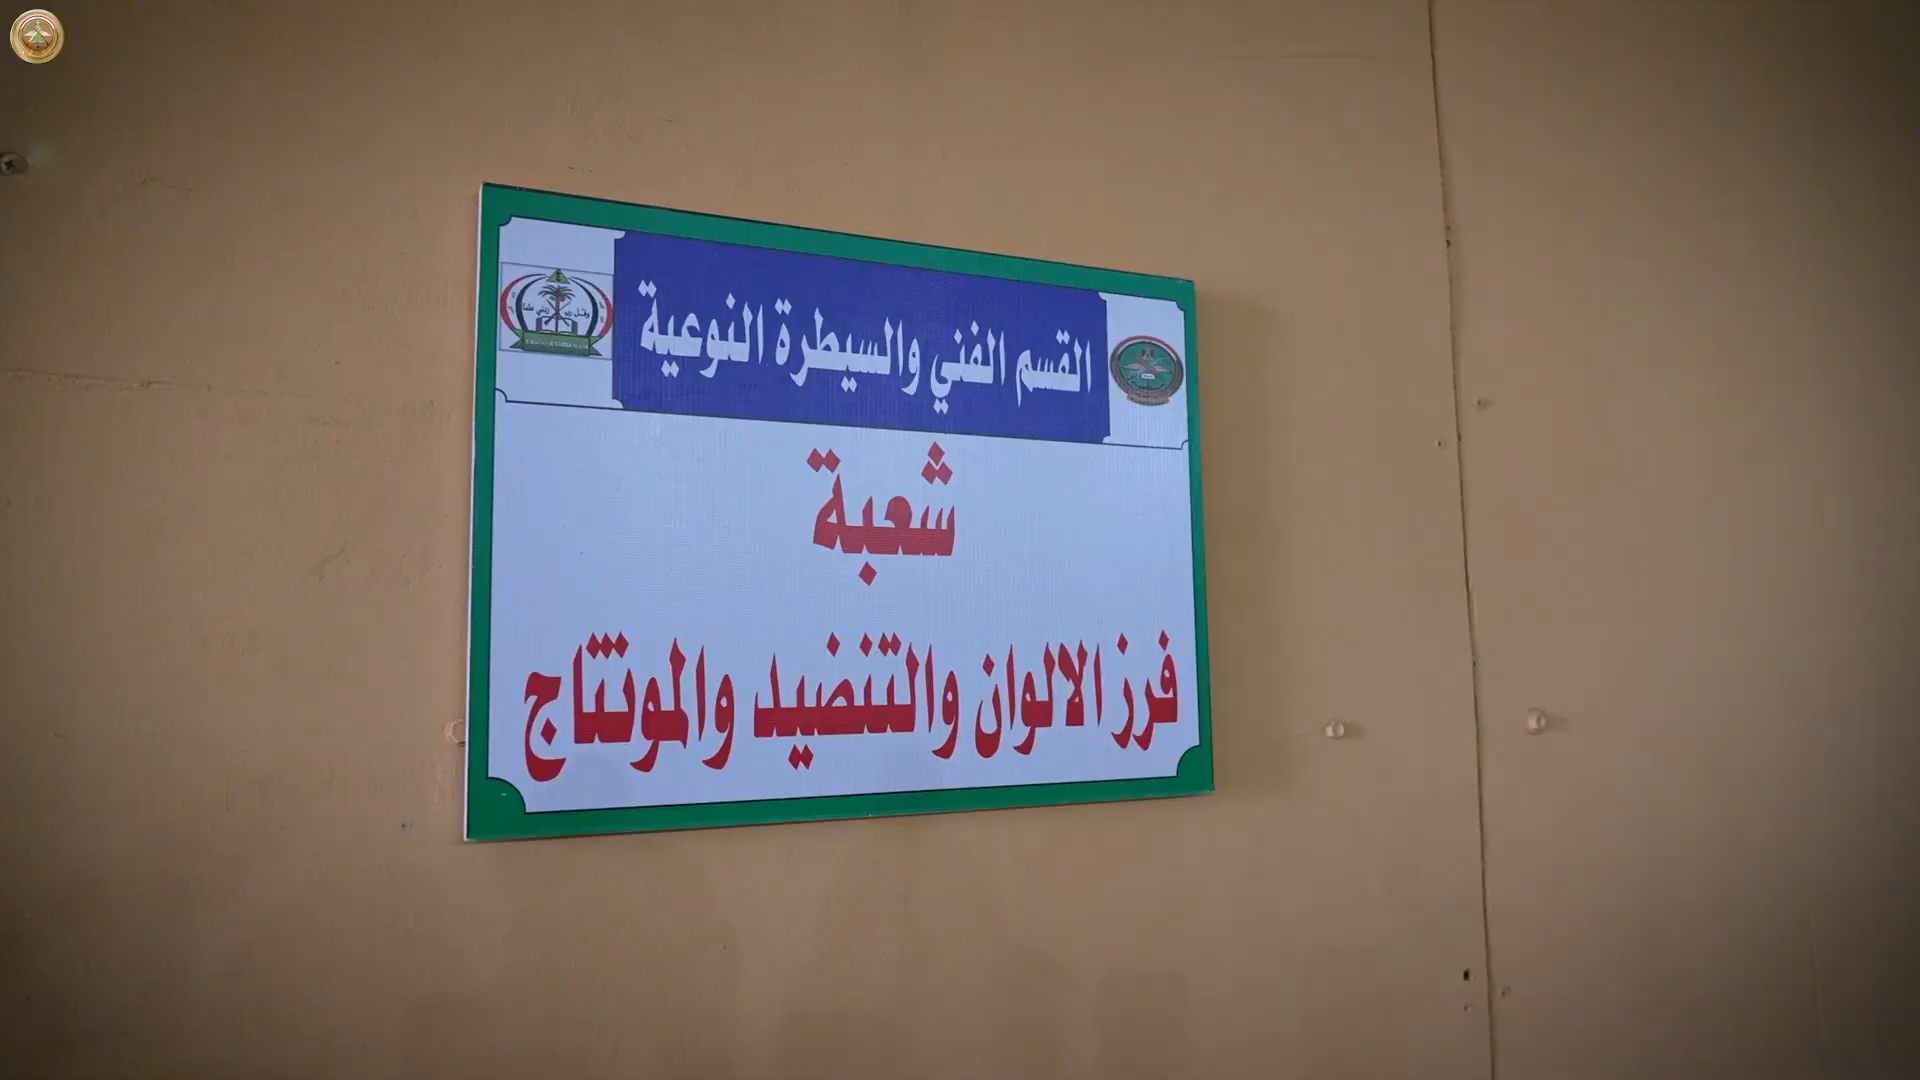 القسم الفني والسيطرة النوعية
شعبة
فرز الالوان والتنضيد والمونتاج